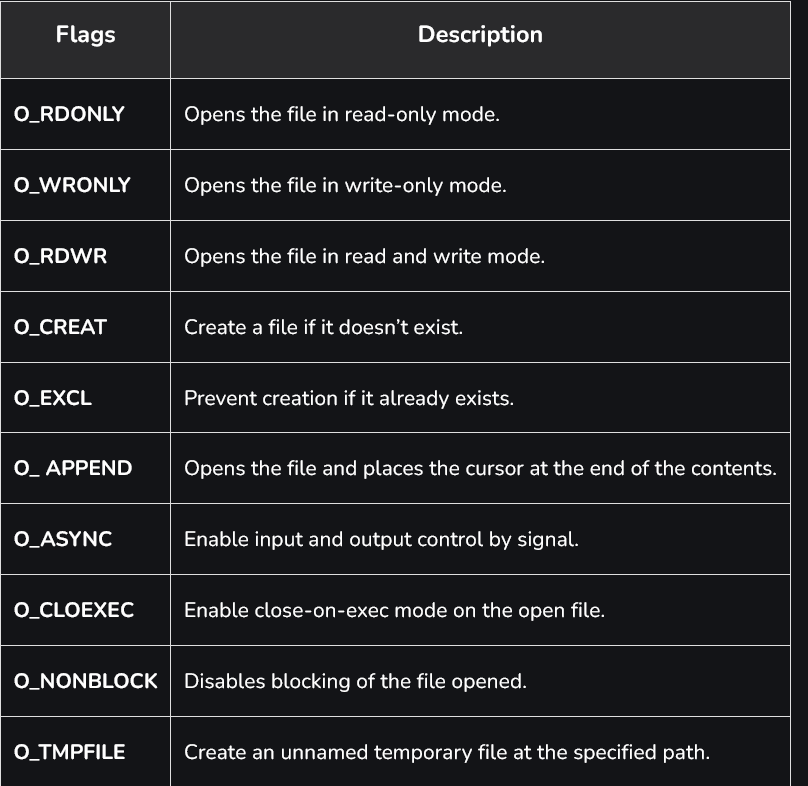 Flags Description
O_RDONLY Opens the file in read-only mode.
O_WRONLY Opens the file in write-only mode.
O_RDWR Opens the file in read and write mode.
O_CREAT Create a file if it doesn’t exist.
O_EXCL Prevent creation if it already exists.
O_ APPEND Opens the file and places the cursor at the end of the contents.
O_ASYNC Enable input and output control by signal.
O_CLOEXEC Enable close-on-exec mode on the open file.
O_NONBLOCK Disables blocking of the file opened.
O_TMPFILE Create an unnamed temporary file at the specified path.